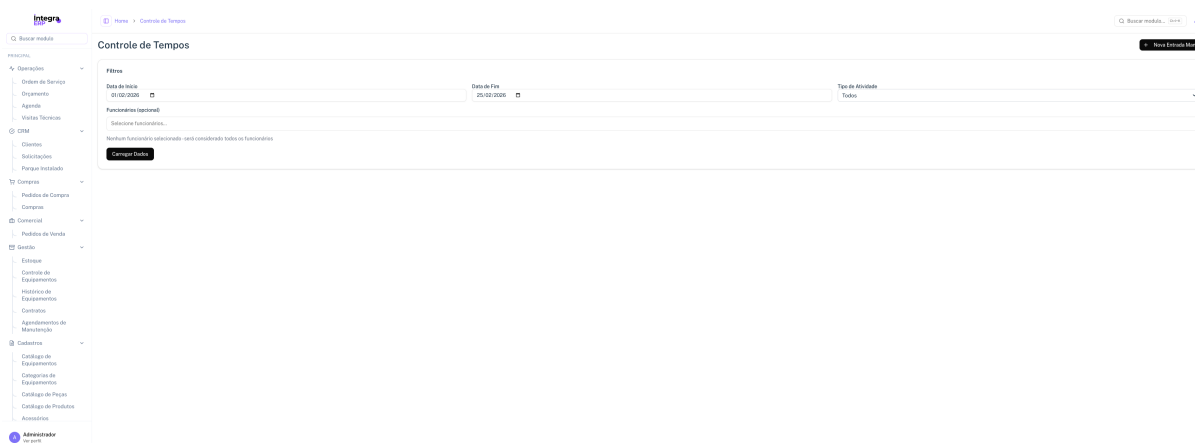 integra
ERP
Buscar modulo
PRINCIPAL
Operações
Ordem de Serviço
Orçamento
Agenda
Visitas Técnicas
CRM
Clientes
Solicitações
Parque Instalado
Compras
Pedidos de Compra
Compras
Comercial
Pedidos de Venda
Gestão
Estoque
Controle de
Equipamentos
Histórico de
Equipamentos
Contratos
Agendamentos de
Manutenção
Cadastros
Catálogo de
Equipamentos
Categorias de
Equipamentos
Catálogo de Peças
Catálogo de Produtos
Acessórios
A
Administrador
Ver perfil
Home > Controle de Tempos
Buscar modulo...
Controle de Tempos
+ Nova Entrada Man
Filtros
Data de Início
01/02/2026
Data de Fim
25/02/2026
Tipo de Atividade
Todos
Funcionários (opcional)
Selecione funcionários...
Nenhum funcionário selecionado - será considerado todos os funcionários
Carregar Dados